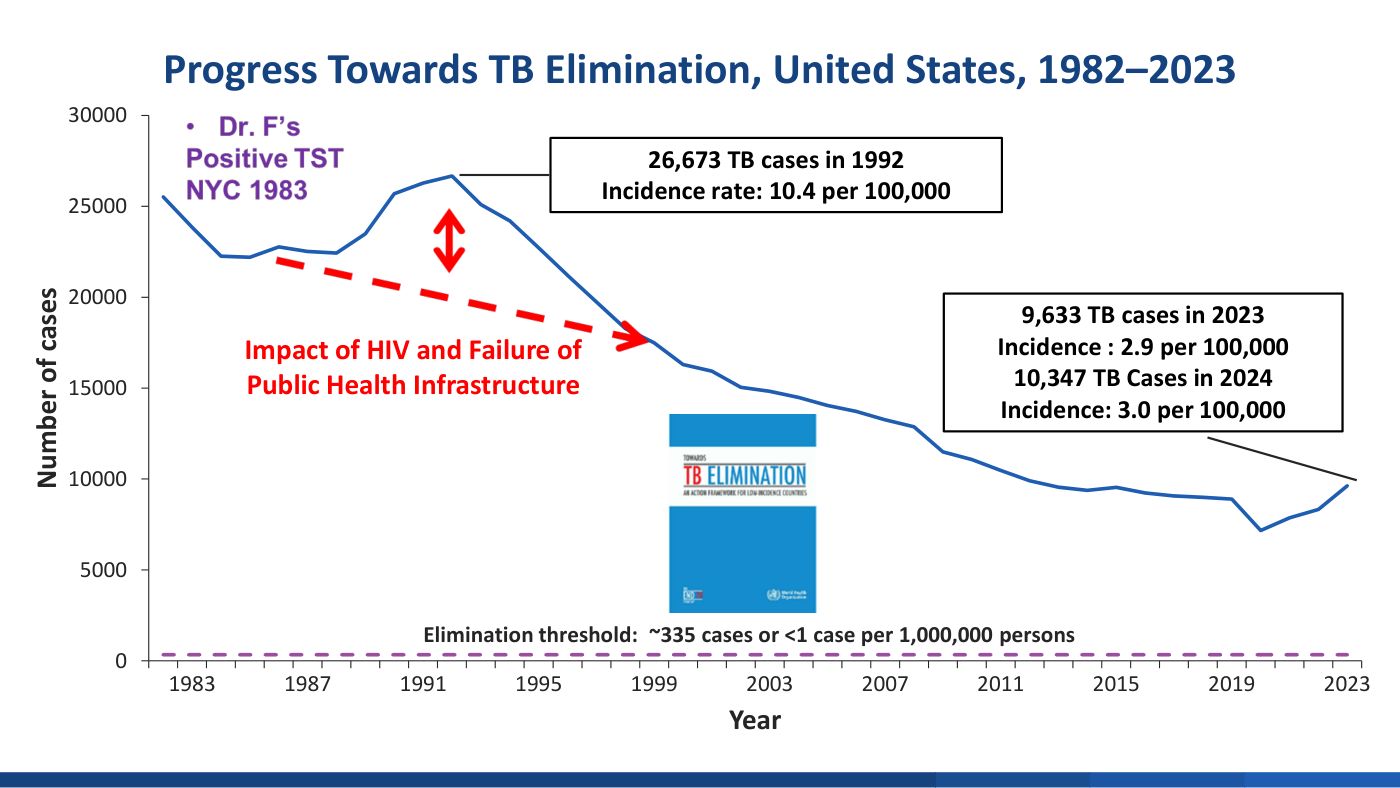 Progress Towards TB Elimination, United States, 1982–2023
30000
25000
20000
15000
10000
5000
0
Number of cases
• Dr. F's
Positive TST
NYC 1983
26,673 TB cases in 1992
Incidence rate: 10.4 per 100,000
9,633 TB cases in 2023
Incidence : 2.9 per 100,000
10,347 TB Cases in 2024
Incidence: 3.0 per 100,000
Impact of HIV and Failure of
Public Health Infrastructure
TOWARDS
TB ELIMINATION
AN ACTION FRAMEWORK FOR LOW-INCIDENCE COUNTRIES
END
World Health
Organization
Elimination threshold: ~335 cases or <1 case per 1,000,000 persons
1983 1987 1991 1995 1999 2003 2007 2011 2015 2019 2023
Year